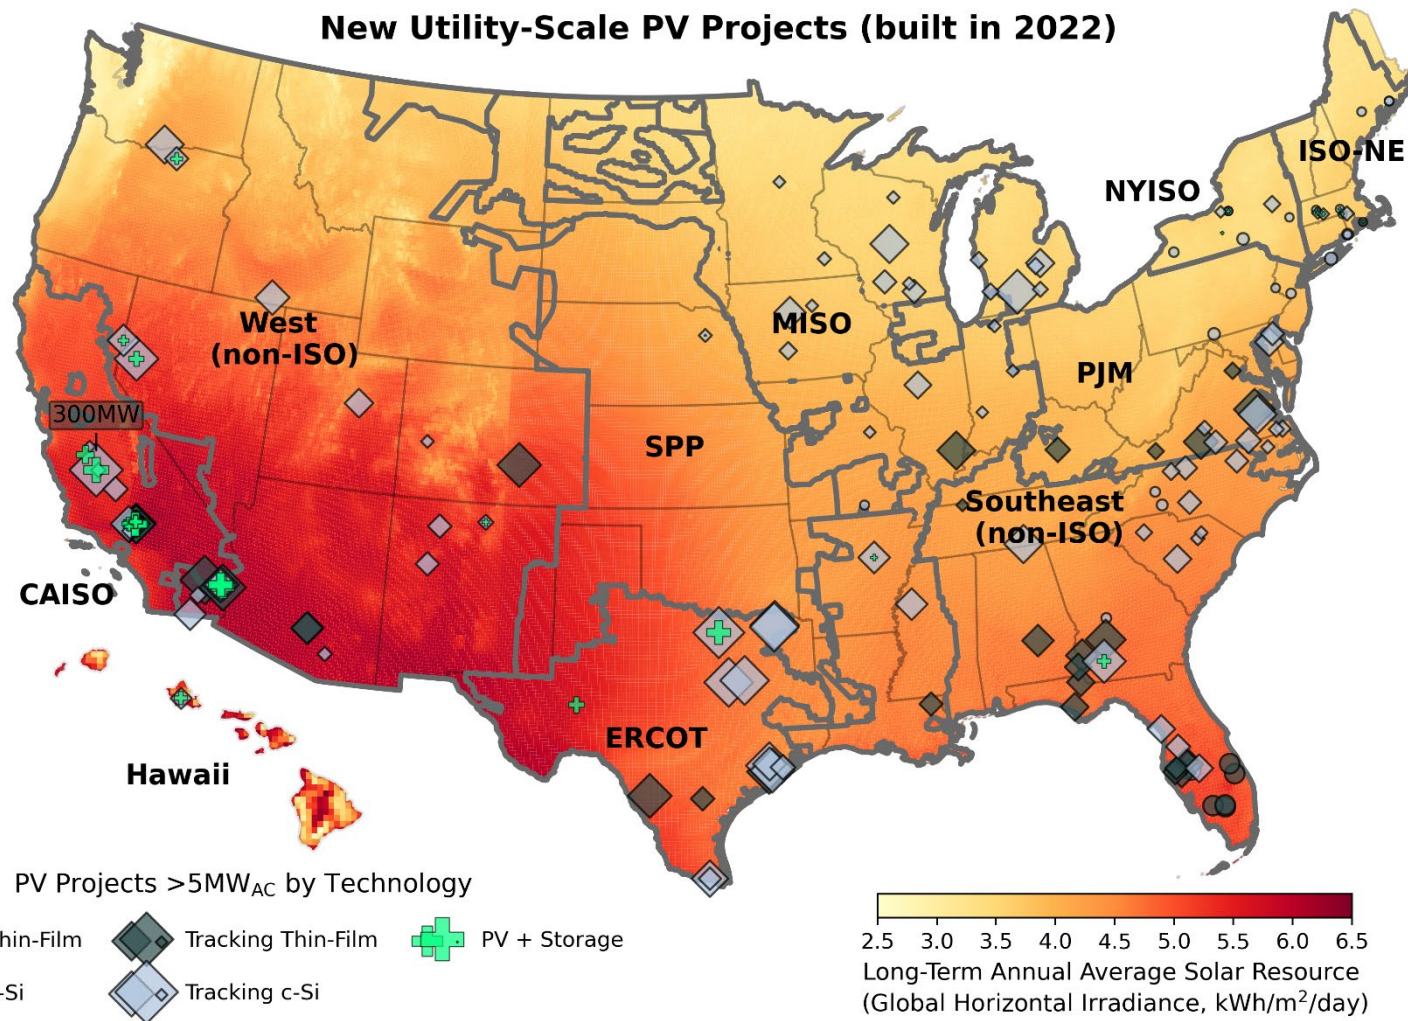 New Utility-Scale PV Projects (built in 2022)
ISO-NE
NYISO
West
(non-ISO)
MISO
PJM
300MW
SPP
Southeast
(non-ISO)
CAISO
ERCOT
Hawaii
PV Projects >5MWAC by Technology
hin-Film
Tracking Thin-Film
PV + Storage
-Si
Tracking c-Si
2.5 3.0 3.5 4.0 4.5 5.0 5.5 6.0 6.5
Long-Term Annual Average Solar Resource
(Global Horizontal Irradiance, kWh/m²/day)